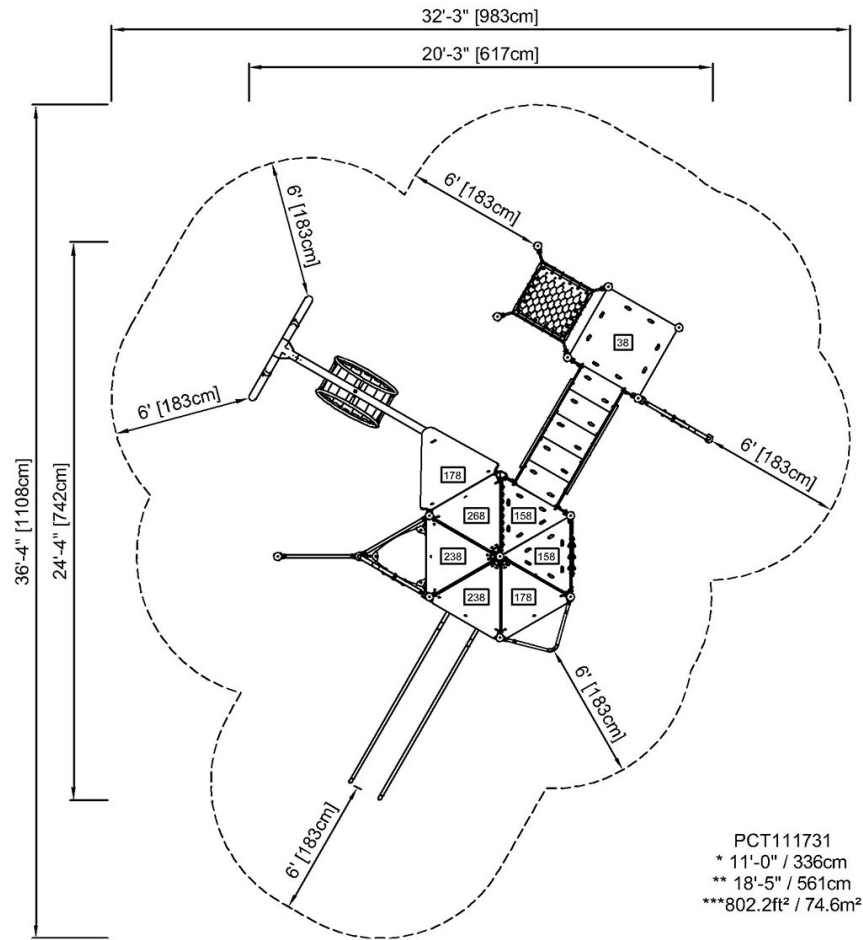 32'-3" [983cm]
20'-3" [617cm]
36'-4" [1108cm]
24'-4" [742cm]
6' [183cm]
6' [183cm]
6' [183cm]
6' [183cm]
6' [183cm]
6' [183cm]
38
178
268
158
238
158
238
178
PCT111731
* 11'-0" / 336cm
** 18'-5" / 561cm
***802.2ft² / 74.6m²